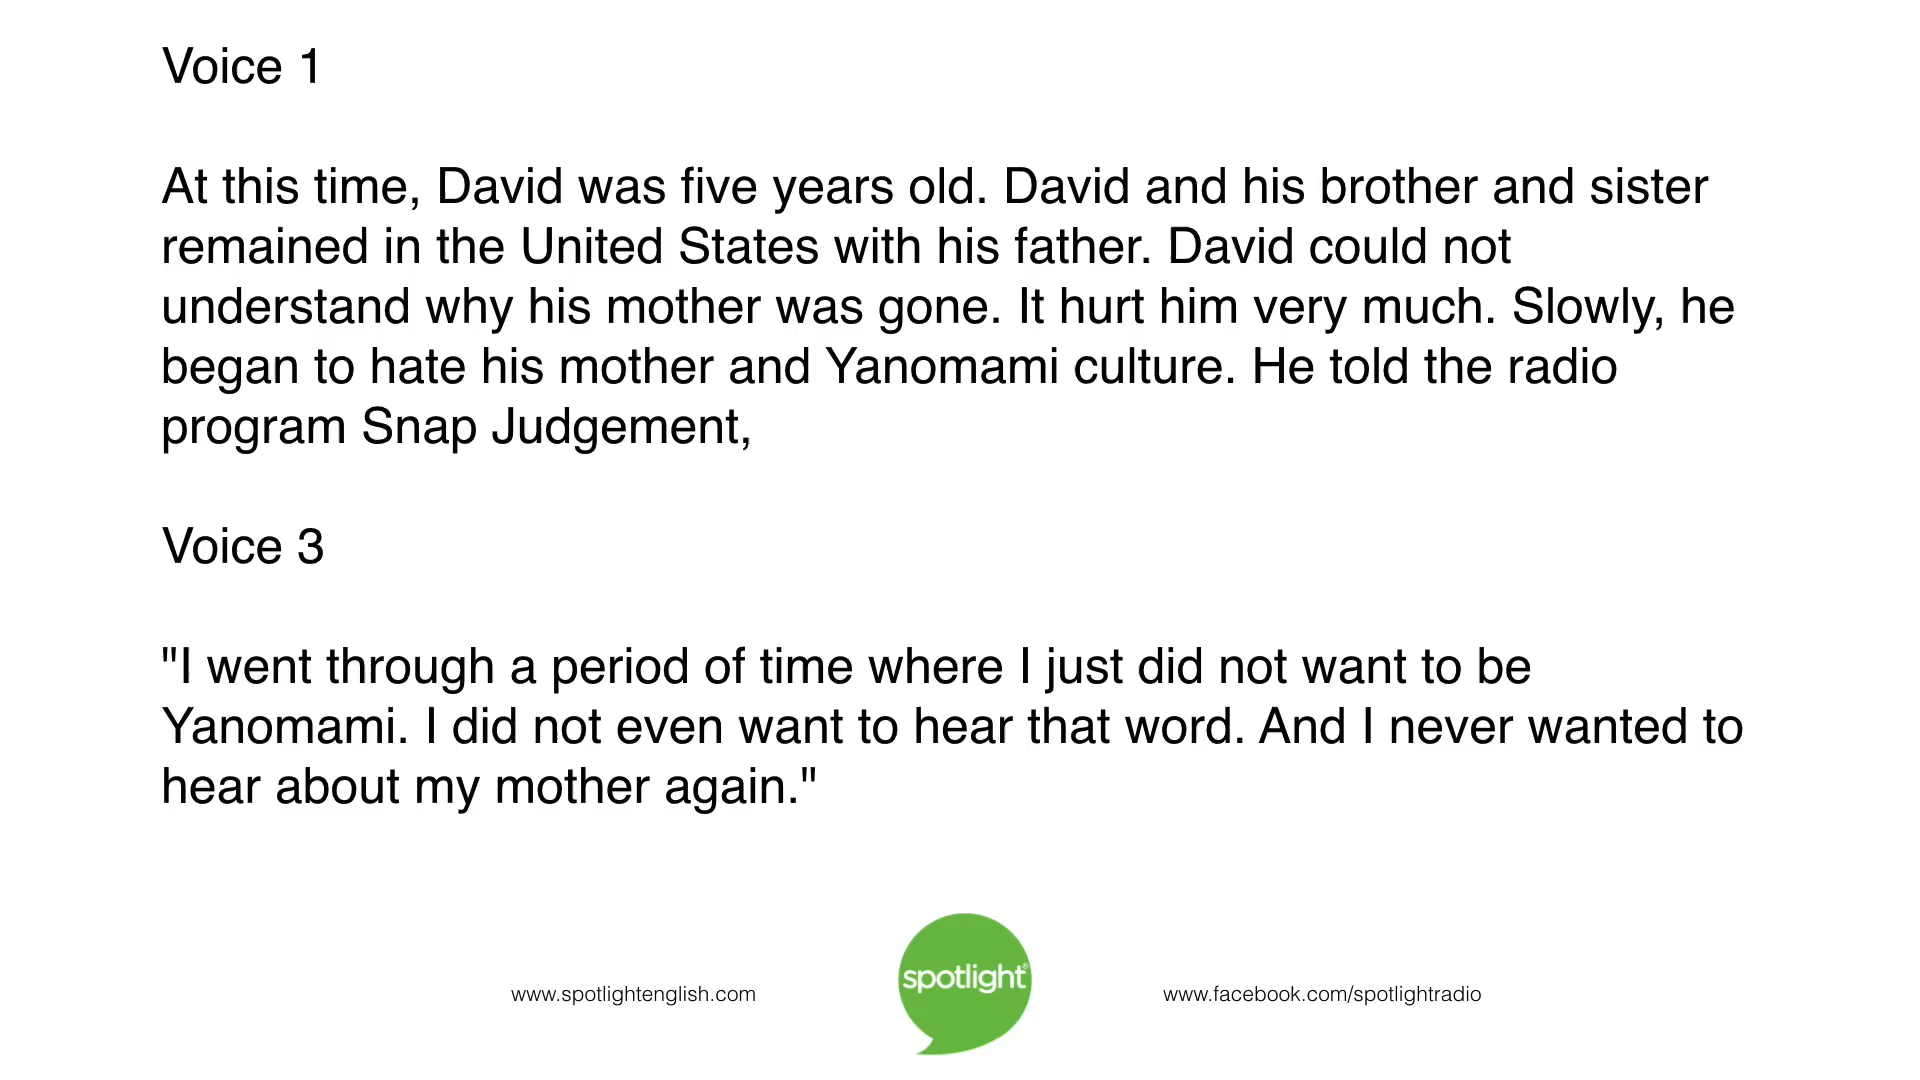 Voice 1
At this time, David was five years old. David and his brother and sister
remained in the United States with his father. David could not
understand why his mother was gone. It hurt him very much. Slowly, he
began to hate his mother and Yanomami culture. He told the radio
program Snap Judgement,
Voice 3
"I went through a period of time where I just did not want to be
Yanomami. I did not even want to hear that word. And I never wanted to
hear about my mother again."
www.spotlightenglish.com
spotlight®
www.facebook.com/spotlightradio